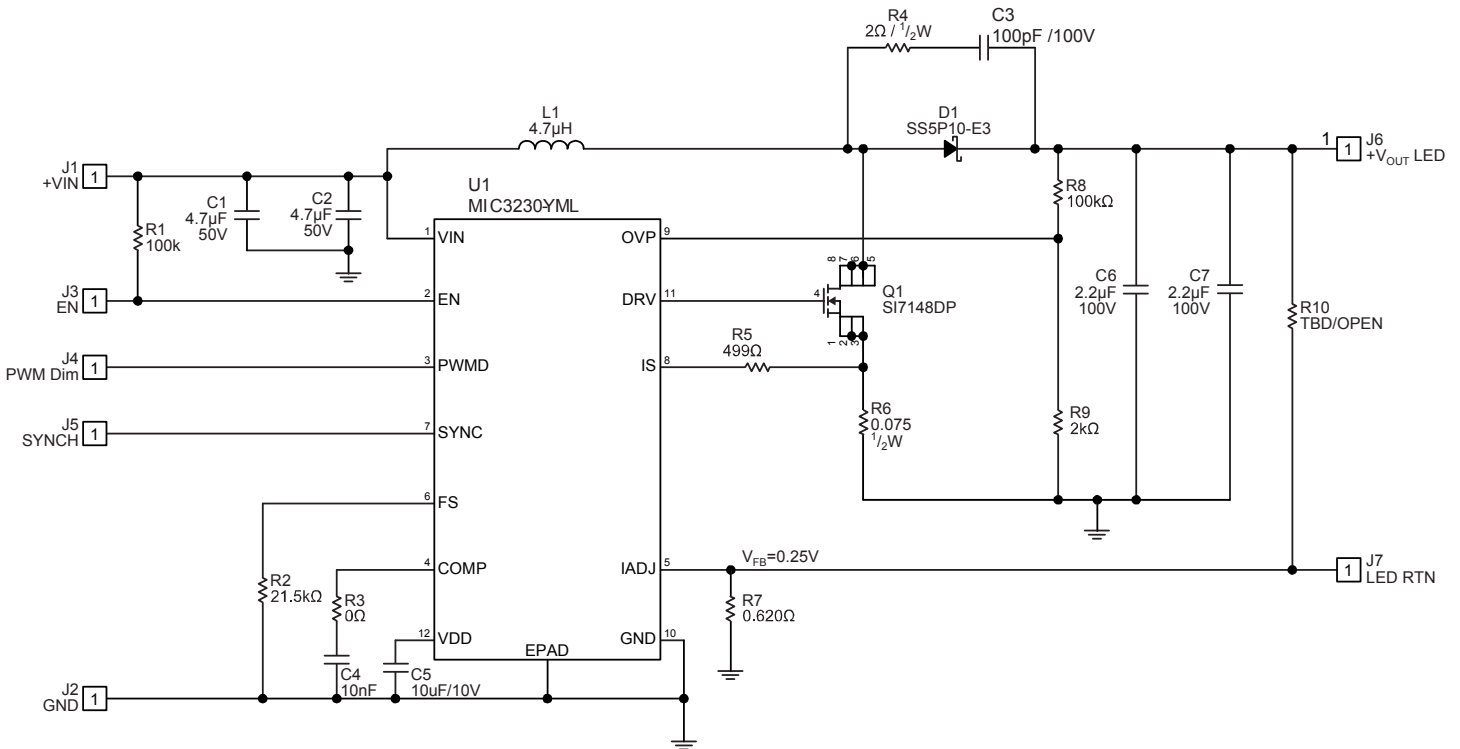 R4
2Ω / 1/2W
C3
100pF /100V
L1
4.7µH
D1
SS5P10-E3
J1
+VIN
1
1
1
J6
+VOUT LED
R1
100k
C1
4.7µF
50V
C2
4.7µF
50V
U1
MIC3230-YML
R8
100kΩ
1
VIN
OVP
9
8
7
6
5
J3
EN
1
2
EN
DRV
11
4
Q1
SI7148DP
1
2
3
C6
2.2µF
100V
C7
2.2µF
100V
R10
TBD/OPEN
J4
PWM Dim
1
3
PWMD
IS
8
R5
499Ω
J5
SYNCH
1
7
SYNC
R6
0.075
1/2W
R9
2kΩ
6
FS
R2
21.5kΩ
4
COMP
IADJ
5
VFB=0.25V
1
J7
LED RTN
R3
0Ω
R7
0.620Ω
12
VDD
GND
10
EPAD
C4
10nF
C5
10uF/10V
J2
GND
1